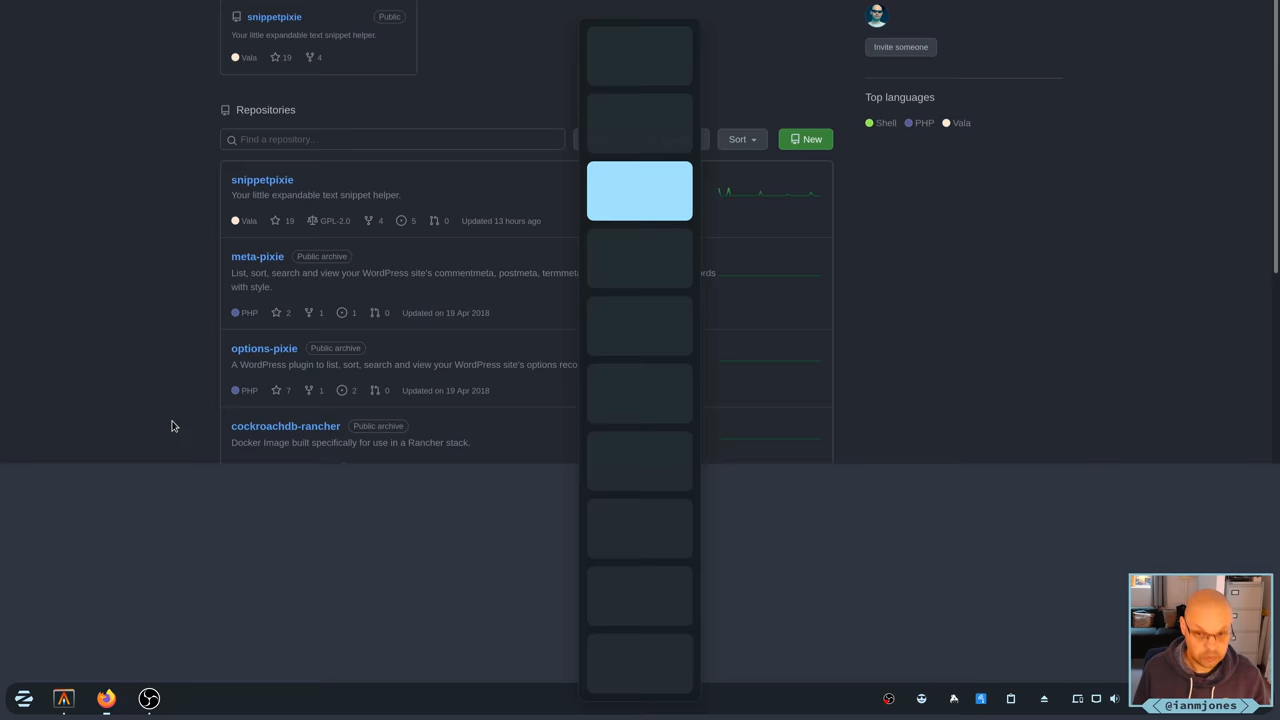 snippetpixie Public
Your little expandable text snippet helper.
Vala 19 4
Invite someone
Top languages
Shell PHP Vala
Repositories
Find a repository…
Sort
New
snippetpixie
Your little expandable text snippet helper.
Vala 19 GPL-2.0 4 5 0 Updated 13 hours ago
meta-pixie Public archive
List, sort, search and view your WordPress site's commentmeta, postmeta, termmeta
with style.
PHP 2 1 1 0 Updated on 19 Apr 2018
options-pixie Public archive
A WordPress plugin to list, sort, search and view your WordPress site's options reco
PHP 7 1 2 0 Updated on 19 Apr 2018
cockroachdb-rancher Public archive
Docker Image built specifically for use in a Rancher stack.
@ianmjones